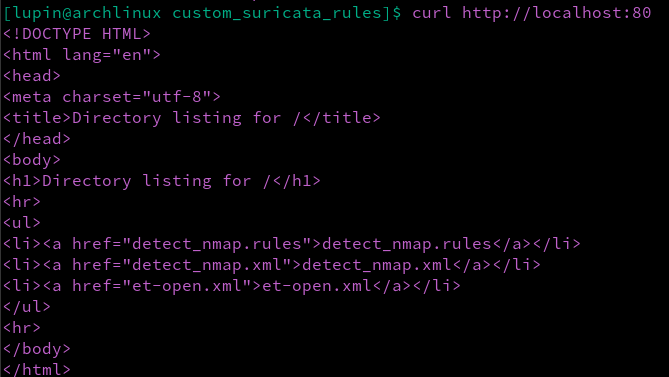 [lupin@archlinux custom_suricata_rules]$ curl http://localhost:80
<!DOCTYPE HTML>
<html lang="en">
<head>
<meta charset="utf-8">
<title>Directory listing for /</title>
</head>
<body>
<h1>Directory listing for /</h1>
<hr>
<ul>
<li><a href="detect_nmap.rules">detect_nmap.rules</a></li>
<li><a href="detect_nmap.xml">detect_nmap.xml</a></li>
<li><a href="et-open.xml">et-open.xml</a></li>
</ul>
<hr>
</body>
</html>